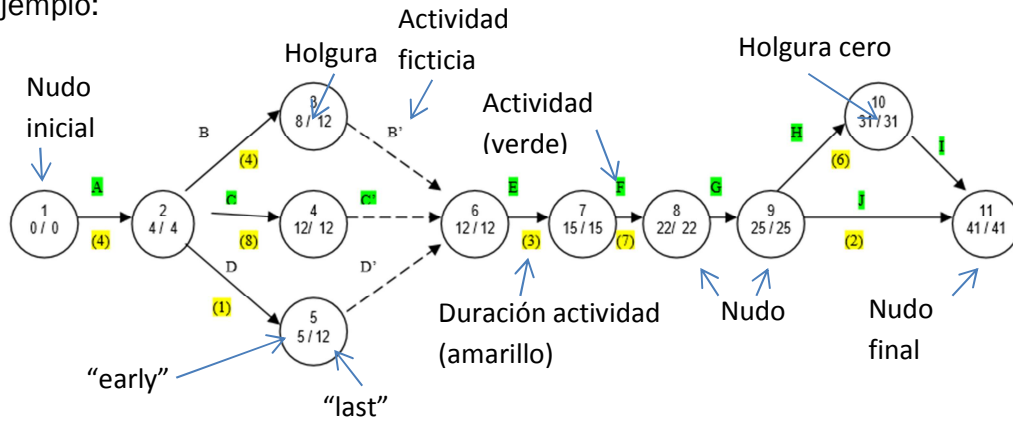 jemplo:
Actividad
ficticia
Holgura
Holgura cero
Nudo
inicial
Actividad
(verde)
3
8 / 12
10
31 / 31
B
B'
H
I
(4)
(6)
A
C
C'
E
F
G
J
1
0 / 0
2
4 / 4
4
12/ 12
6
12 / 12
7
15 / 15
8
22/ 22
9
25 / 25
11
41 / 41
(4)
(8)
(3)
(7)
(2)
D
D'
(1)
5
5 / 12
Duración actividad
(amarillo)
Nudo
Nudo
final
“early”
“last”